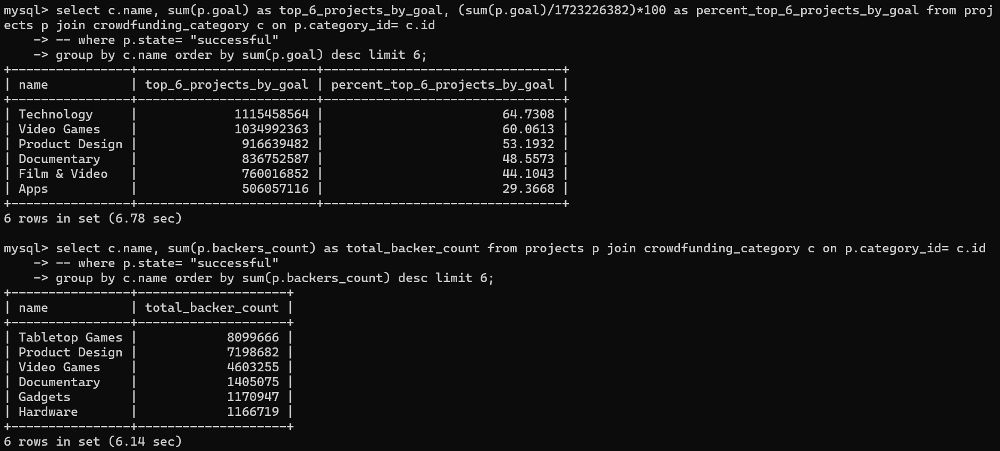 mysql> select c.name, sum(p.goal) as top_6_projects_by_goal, (sum(p.goal)/1723226382)*100 as percent_top_6_projects_by_goal from proj
ects p join crowdfunding_category c on p.category_id= c.id
    -> -- where p.state= "successful"
    -> group by c.name order by sum(p.goal) desc limit 6;
+----------------+------------------------+--------------------------------+
| name           | top_6_projects_by_goal | percent_top_6_projects_by_goal |
+----------------+------------------------+--------------------------------+
| Technology     |             1115458564 |                        64.7308 |
| Video Games    |             1034992363 |                        60.0613 |
| Product Design |              916639482 |                        53.1932 |
| Documentary    |              836752587 |                        48.5573 |
| Film & Video   |              760016852 |                        44.1043 |
| Apps           |              506057116 |                        29.3668 |
+----------------+------------------------+--------------------------------+
6 rows in set (6.78 sec)

mysql> select c.name, sum(p.backers_count) as total_backer_count from projects p join crowdfunding_category c on p.category_id= c.id
    -> -- where p.state= "successful"
    -> group by c.name order by sum(p.backers_count) desc limit 6;
+----------------+--------------------+
| name           | total_backer_count |
+----------------+--------------------+
| Tabletop Games |            8099666 |
| Product Design |            7198682 |
| Video Games    |            4603255 |
| Documentary    |            1405075 |
| Gadgets        |            1170947 |
| Hardware       |            1166719 |
+----------------+--------------------+
6 rows in set (6.14 sec)